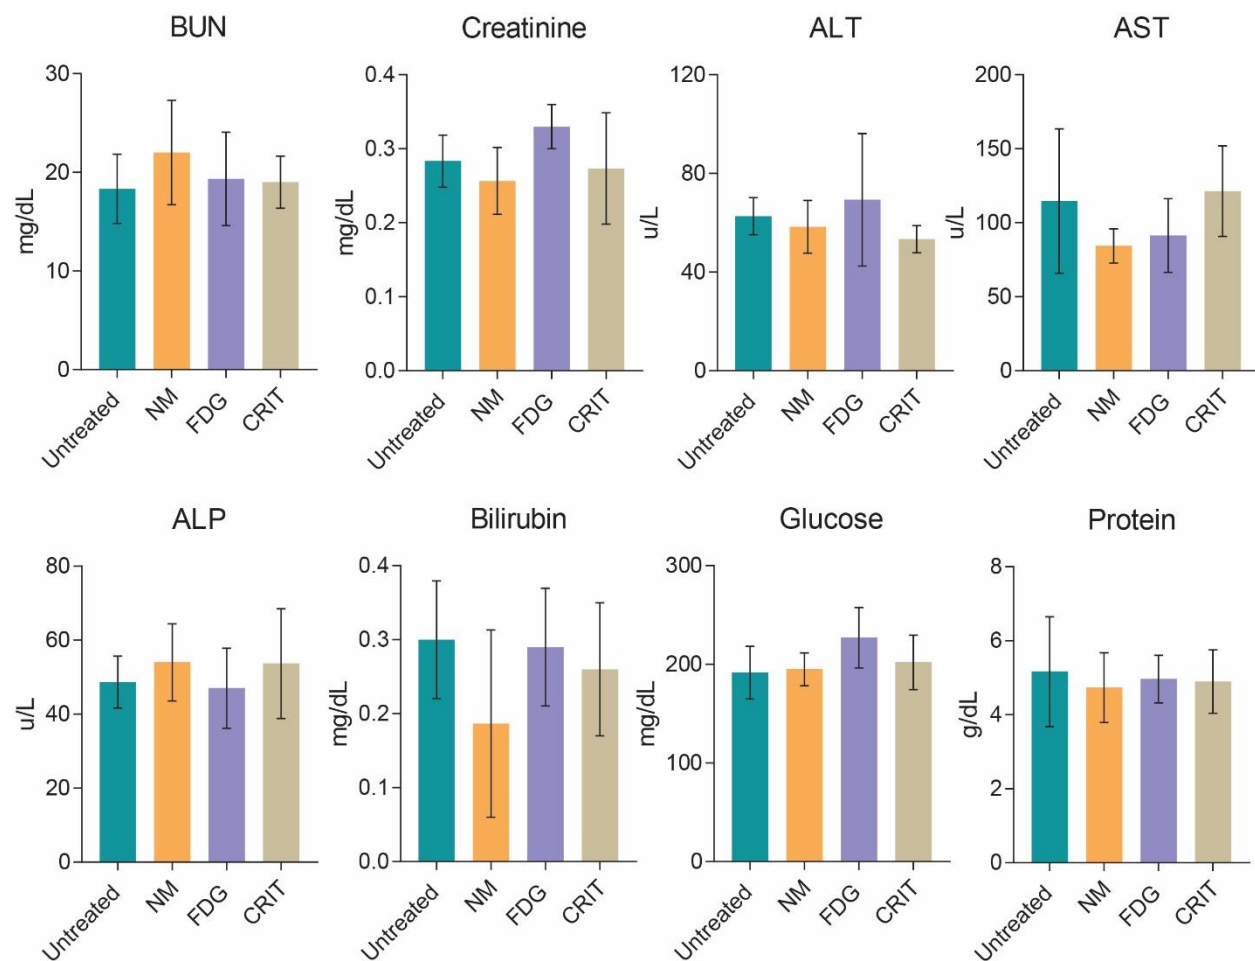 BUN
mg/dL
30
20
10
0
Untreated
NM
FDG
CRIT
Creatinine
mg/dL
0.4
0.3
0.2
0.1
0.0
Untreated
NM
FDG
CRIT
ALT
u/L
120
80
40
0
Untreated
NM
FDG
CRIT
AST
u/L
200
150
100
50
0
Untreated
NM
FDG
CRIT
ALP
u/L
80
60
40
20
0
Untreated
NM
FDG
CRIT
Bilirubin
mg/dL
0.4
0.3
0.2
0.1
0.0
Untreated
NM
FDG
CRIT
Glucose
mg/dL
300
200
100
0
Untreated
NM
FDG
CRIT
Protein
g/dL
8
6
4
2
0
Untreated
NM
FDG
CRIT